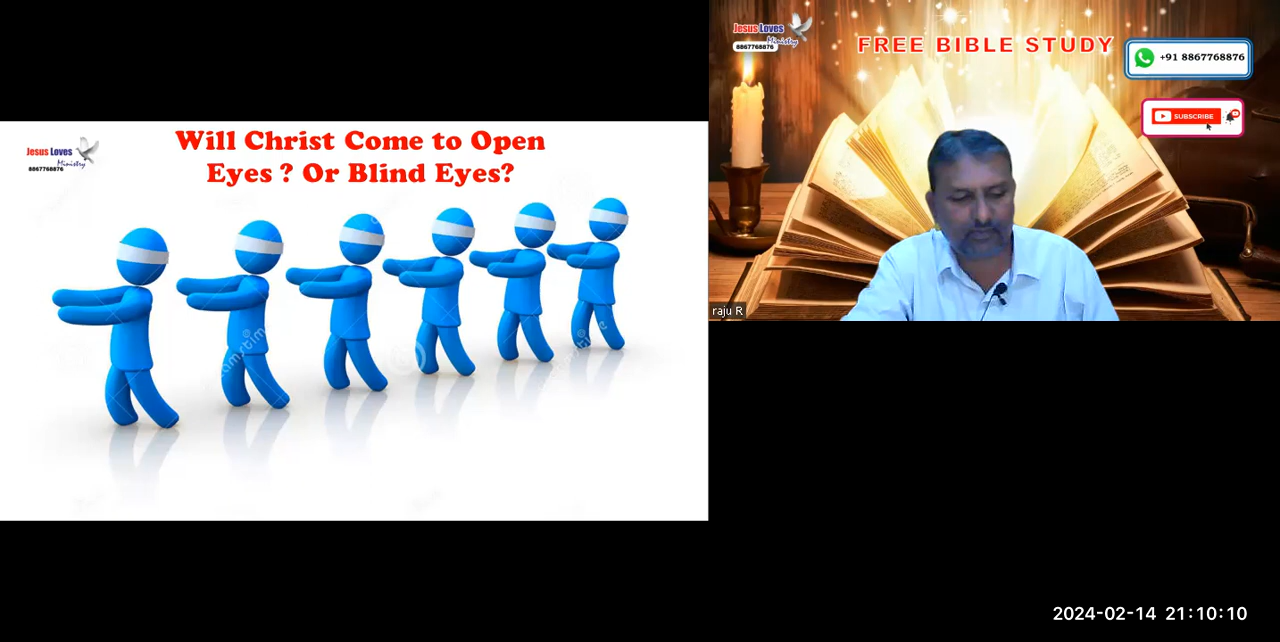 Will Christ Come to Open
Eyes ? Or Blind Eyes?
Jesus Loves
Ministry
8867768876
Jesus Loves
Ministry
8867768876
FREE BIBLE STUDY
+91 8867768876
SUBSCRIBE
raju R
2024-02-14 21:10:10